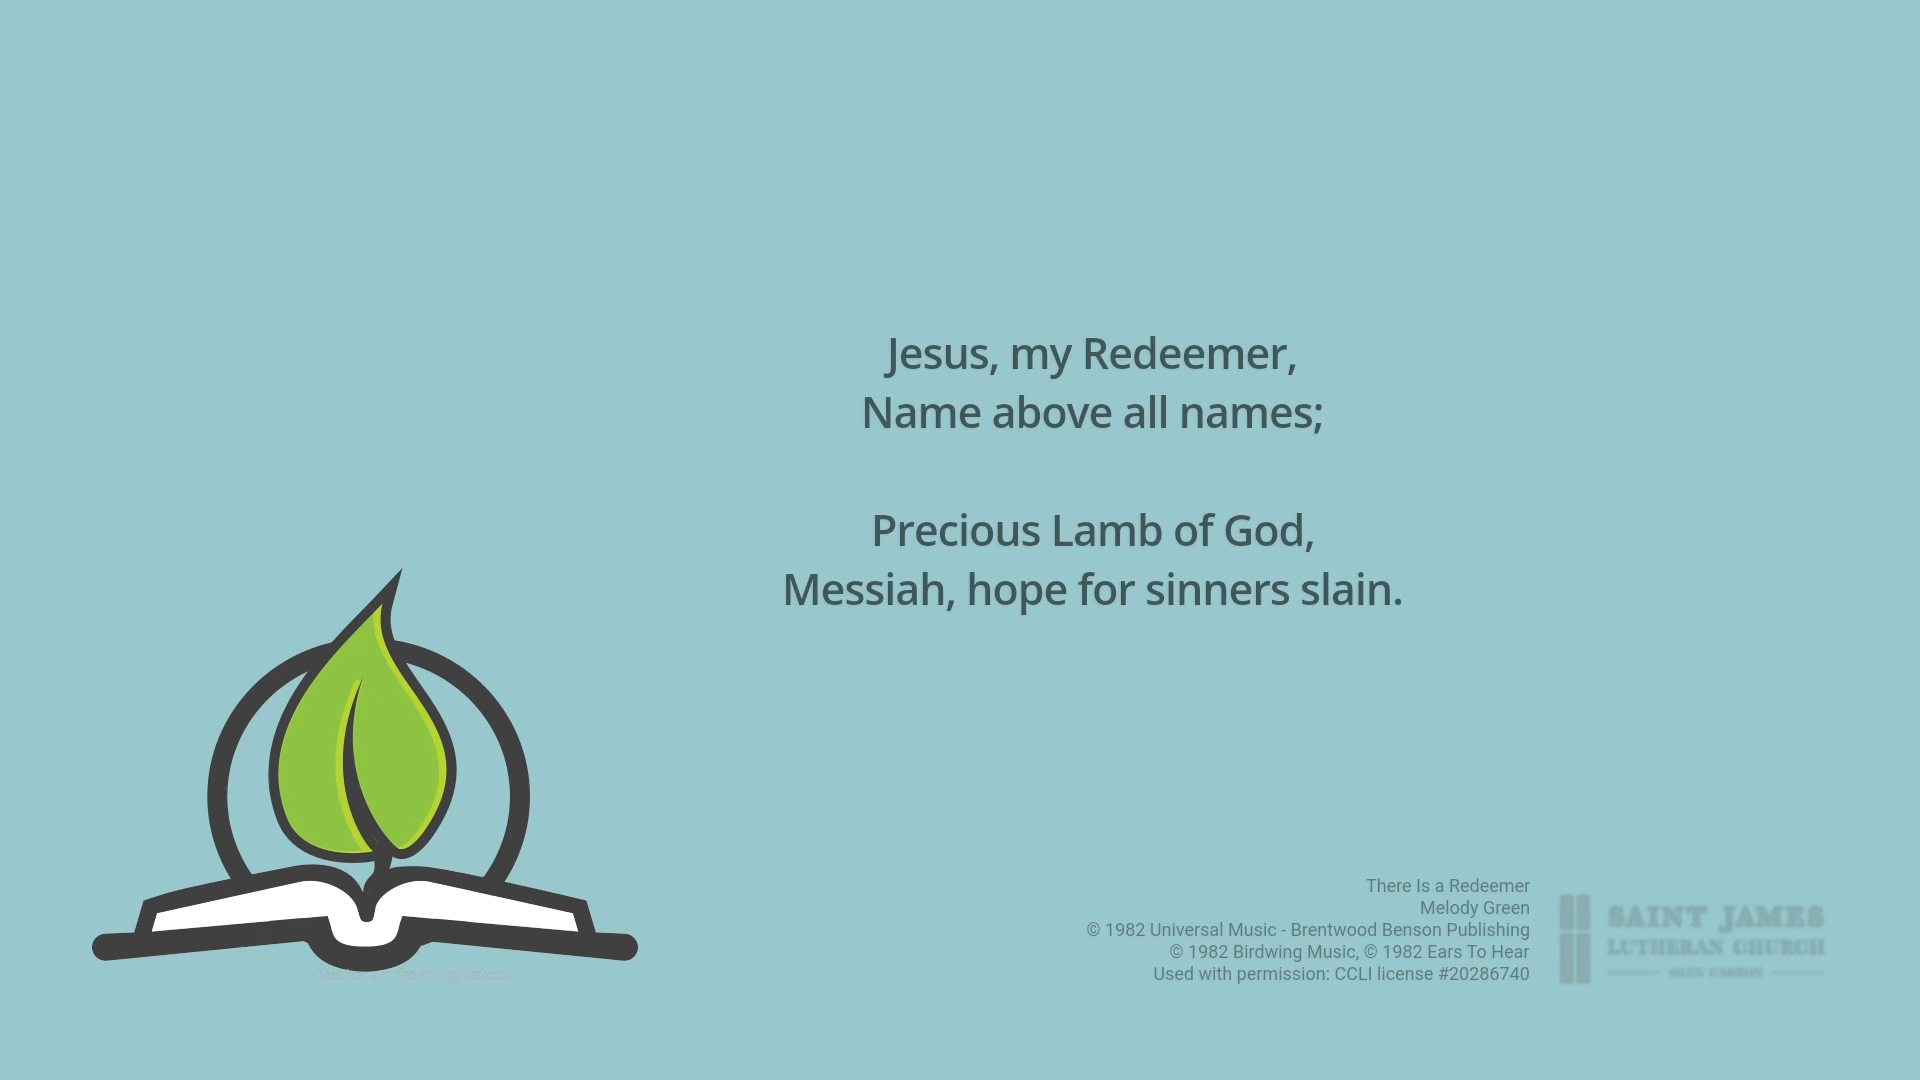 Jesus, my Redeemer,
Name above all names;
Precious Lamb of God,
Messiah, hope for sinners slain.
There Is a Redeemer
Melody Green
© 1982 Universal Music - Brentwood Benson Publishing
© 1982 Birdwing Music, © 1982 Ears To Hear
Used with permission: CCLI license #20286740
SAINT JAMES
LUTHERAN CHURCH
GLEN CARBON